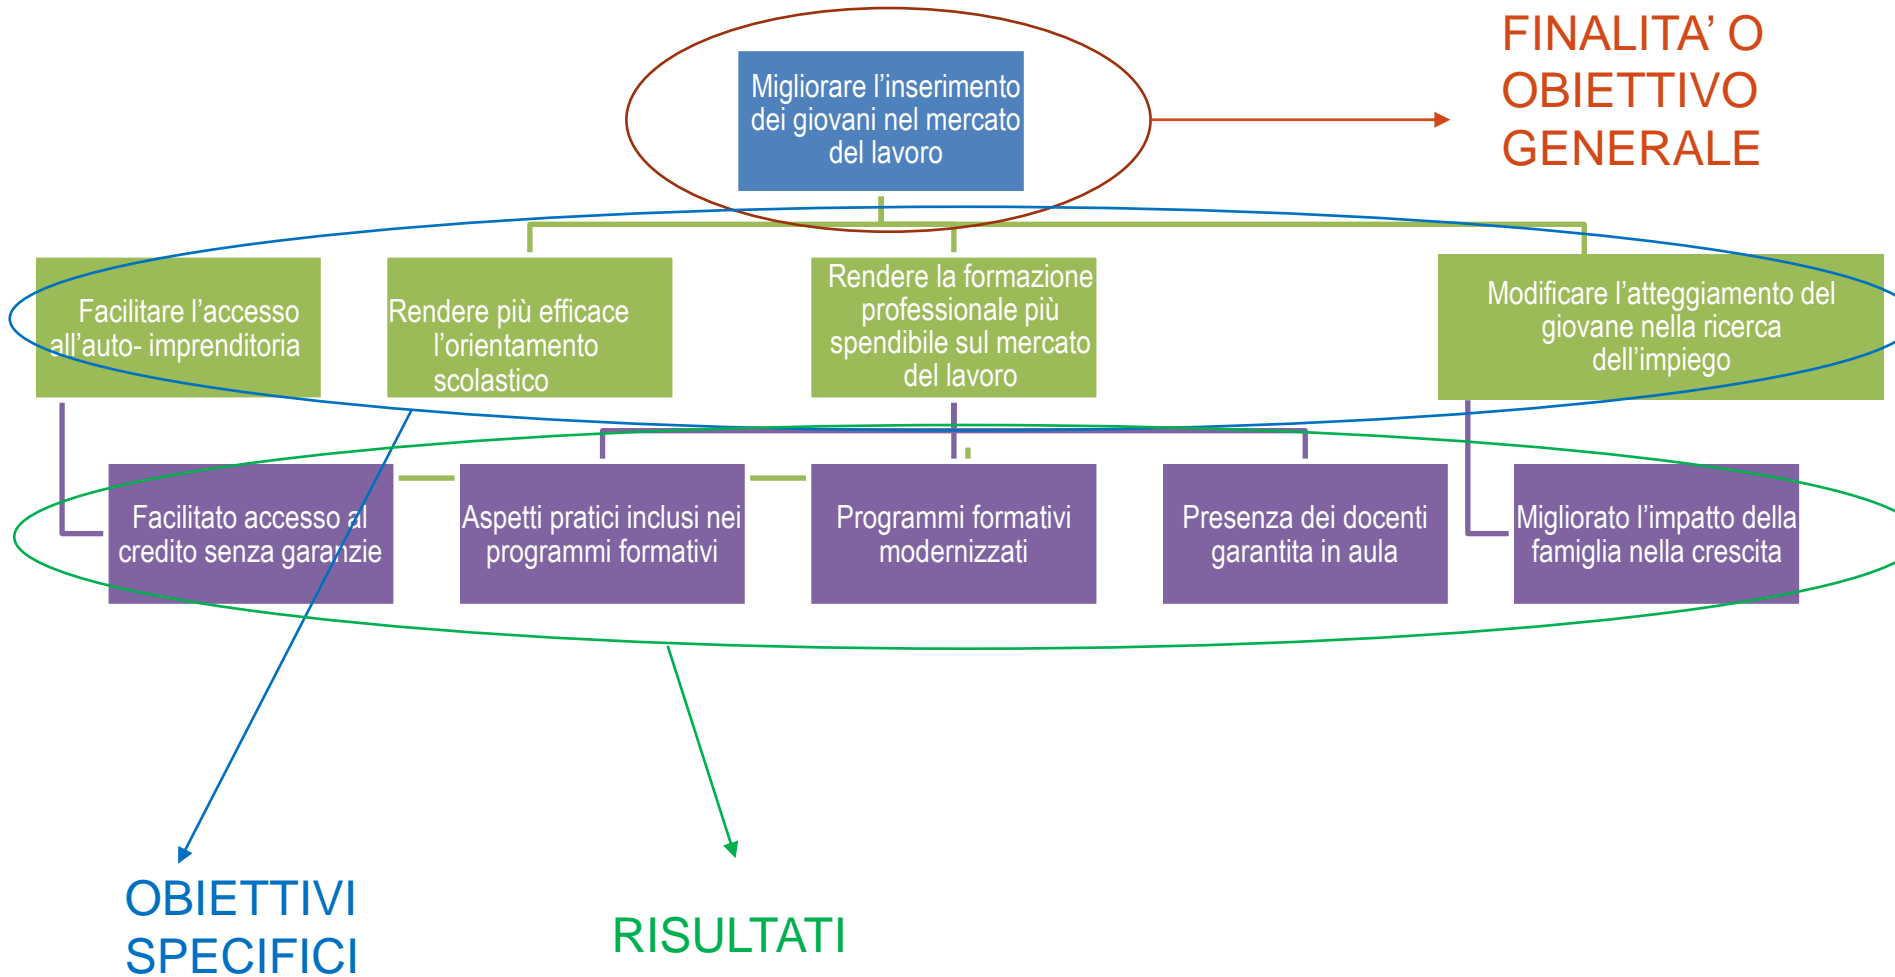 FINALITA’ O
OBIETTIVO
GENERALE
Migliorare l’inserimento
dei giovani nel mercato
del lavoro
Facilitare l’accesso
all’auto- imprenditoria
Rendere più efficace
l’orientamento
scolastico
Rendere la formazione
professionale più
spendibile sul mercato
del lavoro
Modificare l’atteggiamento del
giovane nella ricerca
dell’impiego
Facilitato accesso al
credito senza garanzie
Aspetti pratici inclusi nei
programmi formativi
Programmi formativi
modernizzati
Presenza dei docenti
garantita in aula
Migliorato l’impatto della
famiglia nella crescita
OBIETTIVI
SPECIFICI
RISULTATI